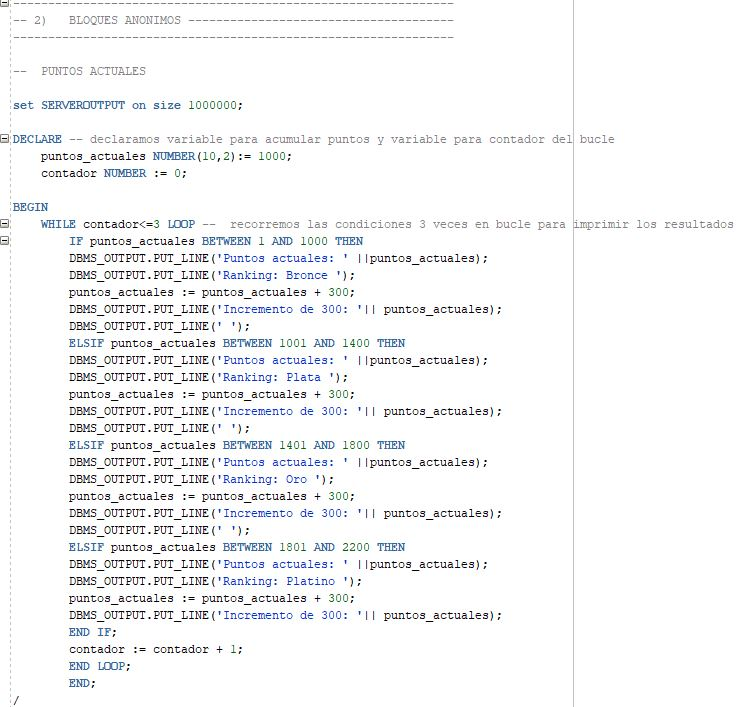 ------------------------------------------------------------
-- 2)   BLOQUES ANONIMOS --------------------------------------
---------------------------------------------------------------

--  PUNTOS ACTUALES

set SERVEROUTPUT on size 1000000;

DECLARE -- declaramos variable para acumular puntos y variable para contador del bucle
    puntos_actuales NUMBER(10,2):= 1000;
    contador NUMBER := 0;

BEGIN
    WHILE contador<=3 LOOP --  recorremos las condiciones 3 veces en bucle para imprimir los resultados
        IF puntos_actuales BETWEEN 1 AND 1000 THEN
        DBMS_OUTPUT.PUT_LINE('Puntos actuales: ' ||puntos_actuales);
        DBMS_OUTPUT.PUT_LINE('Ranking: Bronce ');
        puntos_actuales := puntos_actuales + 300;
        DBMS_OUTPUT.PUT_LINE('Incremento de 300: '|| puntos_actuales);
        DBMS_OUTPUT.PUT_LINE(' ');
        ELSIF puntos_actuales BETWEEN 1001 AND 1400 THEN
        DBMS_OUTPUT.PUT_LINE('Puntos actuales: ' ||puntos_actuales);
        DBMS_OUTPUT.PUT_LINE('Ranking: Plata ');
        puntos_actuales := puntos_actuales + 300;
        DBMS_OUTPUT.PUT_LINE('Incremento de 300: '|| puntos_actuales);
        DBMS_OUTPUT.PUT_LINE(' ');
        ELSIF puntos_actuales BETWEEN 1401 AND 1800 THEN
        DBMS_OUTPUT.PUT_LINE('Puntos actuales: ' ||puntos_actuales);
        DBMS_OUTPUT.PUT_LINE('Ranking: Oro ');
        puntos_actuales := puntos_actuales + 300;
        DBMS_OUTPUT.PUT_LINE('Incremento de 300: '|| puntos_actuales);
        DBMS_OUTPUT.PUT_LINE(' ');
        ELSIF puntos_actuales BETWEEN 1801 AND 2200 THEN
        DBMS_OUTPUT.PUT_LINE('Puntos actuales: ' ||puntos_actuales);
        DBMS_OUTPUT.PUT_LINE('Ranking: Platino ');
        puntos_actuales := puntos_actuales + 300;
        DBMS_OUTPUT.PUT_LINE('Incremento de 300: '|| puntos_actuales);
        END IF;
        contador := contador + 1;
        END LOOP;
        END;
/